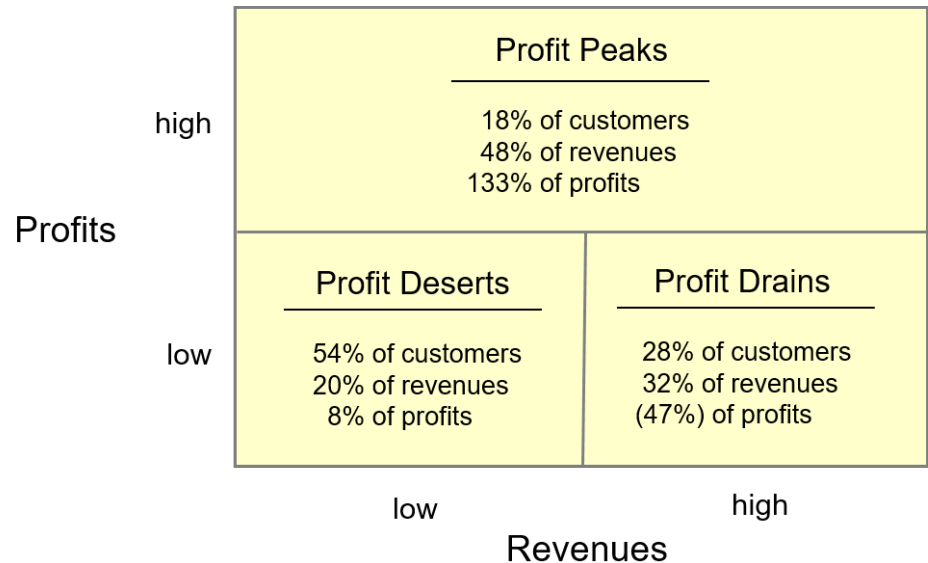 Profit Peaks
18% of customers
48% of revenues
133% of profits
high
Profits
Profit Deserts
54% of customers
20% of revenues
8% of profits
Profit Drains
28% of customers
32% of revenues
(47%) of profits
low
low
high
Revenues